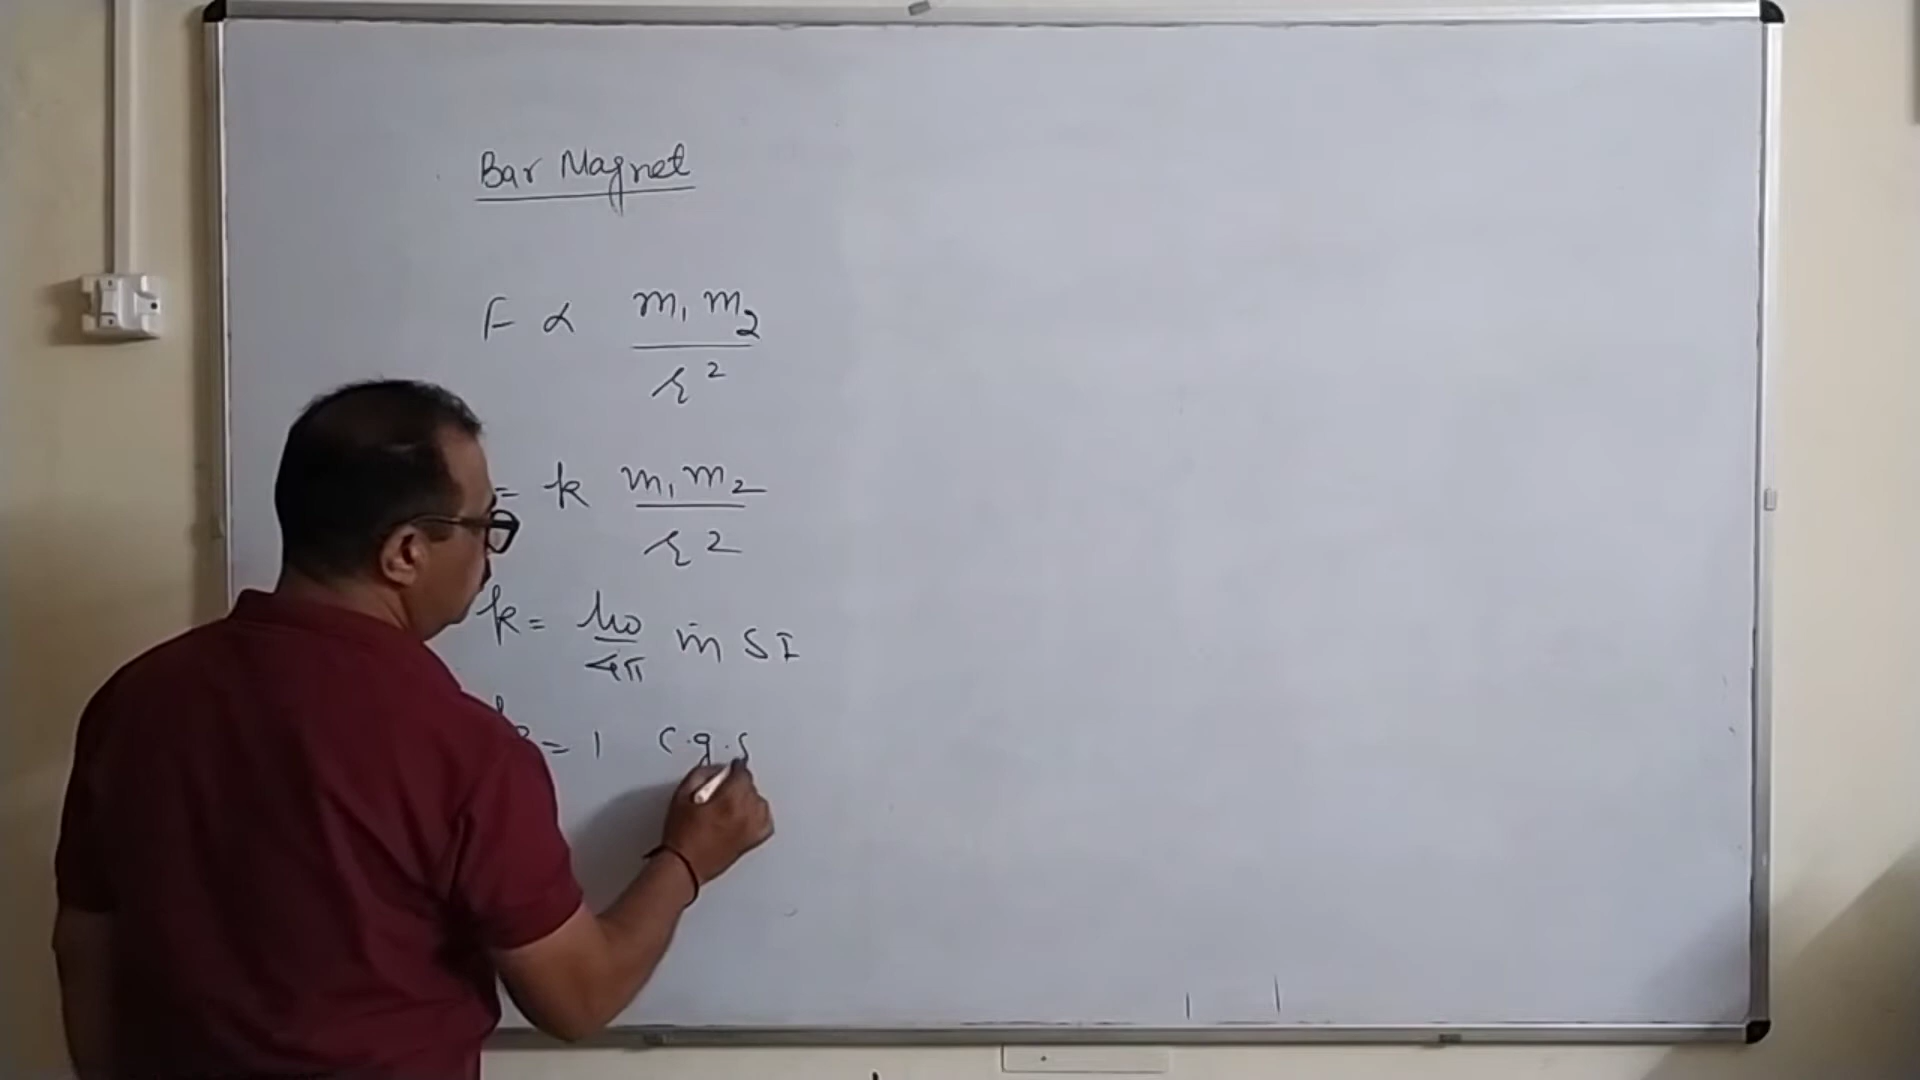 Bar Magnet
F ∝ m₁ m₂ / r²
= k m₁ m₂ / r²
k = μ₀ / 4π in SI
k = 1 C.g.s